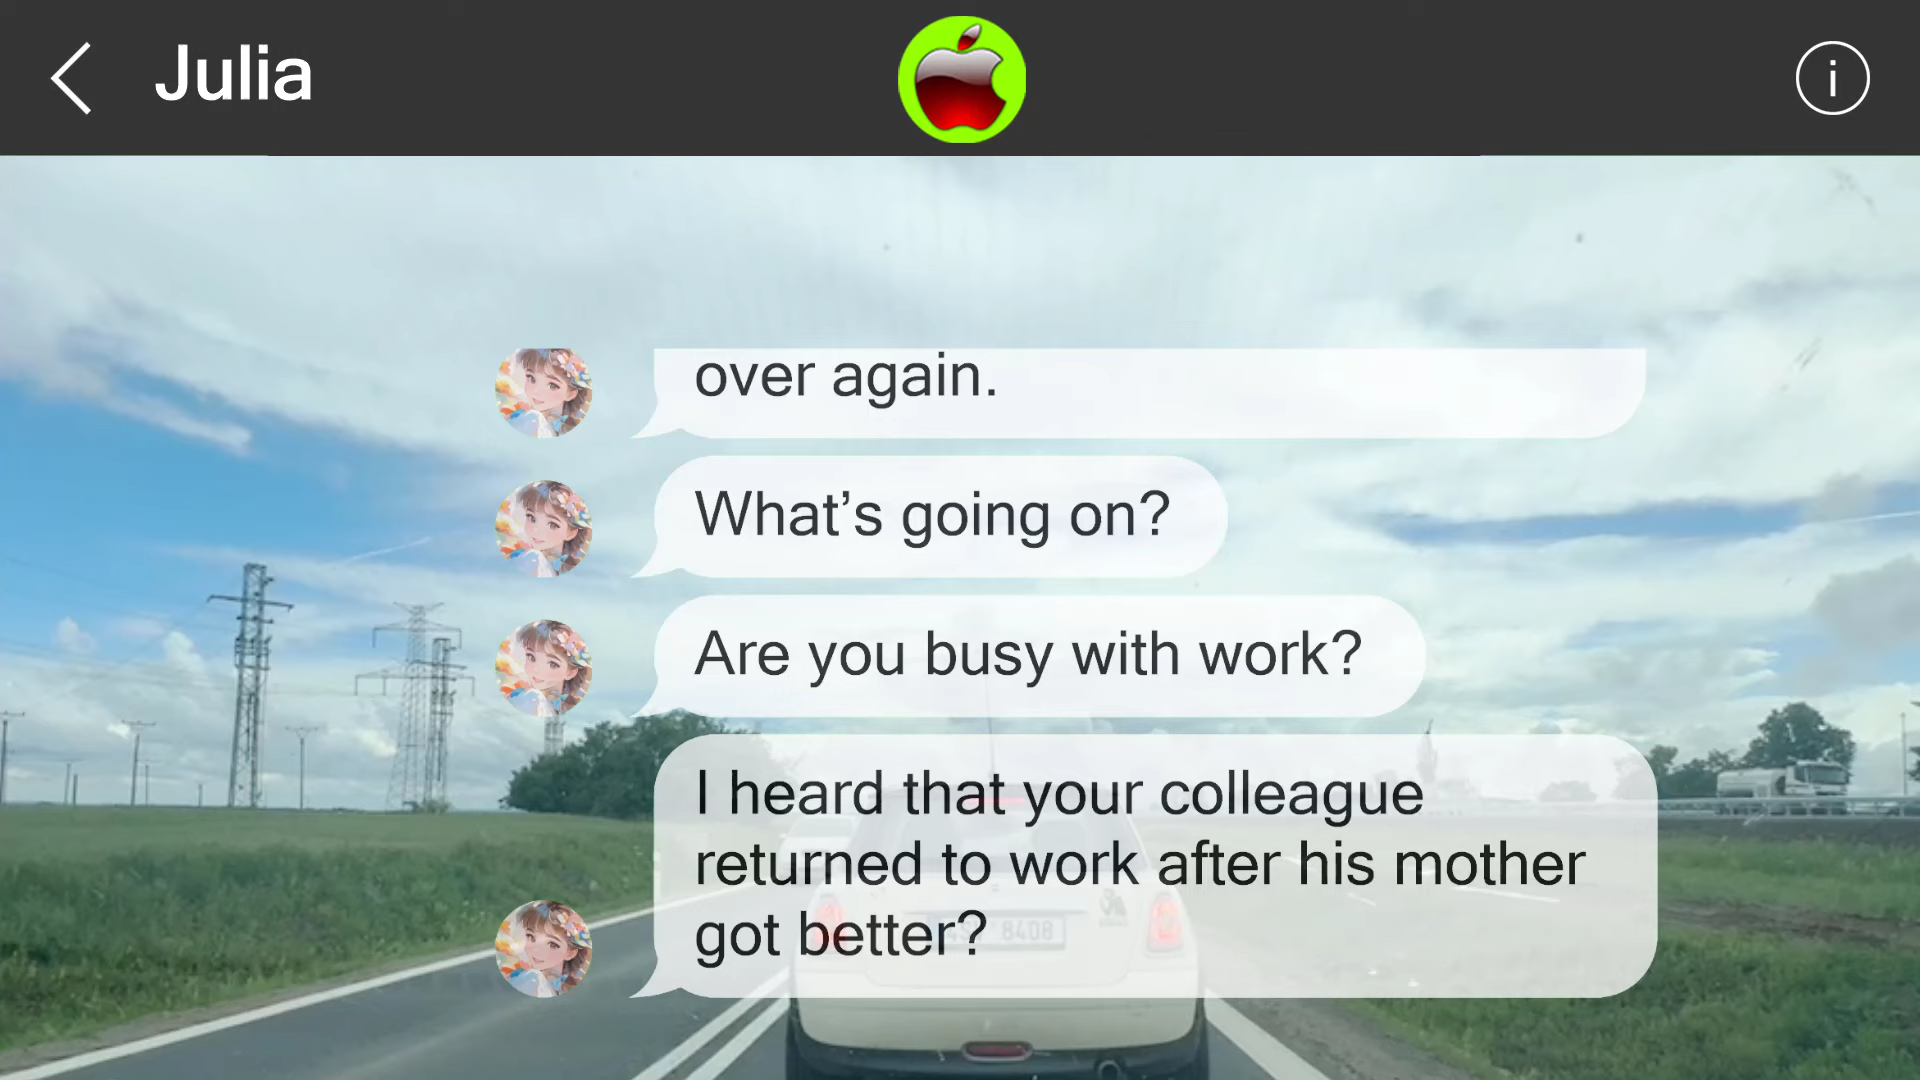 Julia
over again.
What’s going on?
Are you busy with work?
I heard that your colleague
returned to work after his mother
got better?
8408